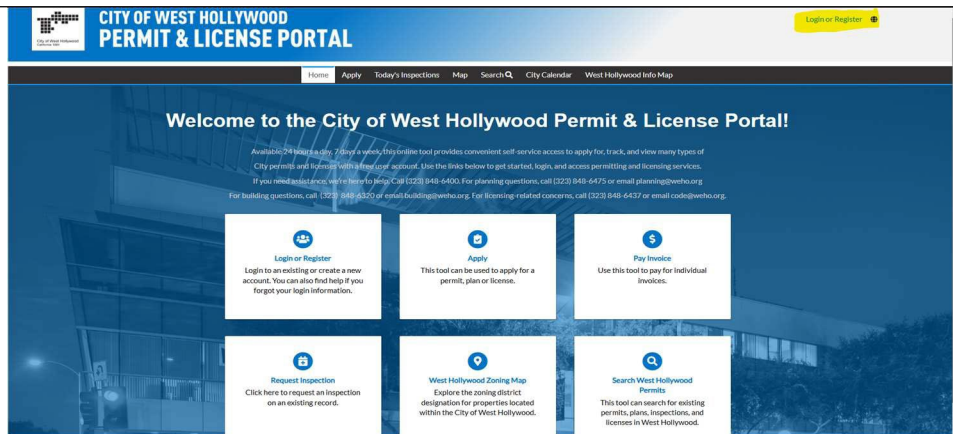 City of West Hollywood
California 1984
CITY OF WEST HOLLYWOOD
PERMIT & LICENSE PORTAL
Login or Register
Home Apply Today's Inspections Map Search City Calendar West Hollywood Info Map
Welcome to the City of West Hollywood Permit & License Portal!
Available 24 hours a day, 7 days a week, this online tool provides convenient self-service access to apply for, track, and view many types of
City permits and licenses with a free user account. Use the links below to get started, login, and access permitting and licensing services.
If you need assistance, we're here to help. Call (323) 848-6400. For planning questions, call (323) 848-6475 or email planning@weho.org
For building questions, call (323) 848-6320 or email building@weho.org. For licensing-related concerns, call (323) 848-6437 or email code@weho.org.
Login or Register
Login to an existing or create a new
account. You can also find help if you
forgot your login information.
Apply
This tool can be used to apply for a
permit, plan or license.
Pay Invoice
Use this tool to pay for individual
invoices.
Request Inspection
Click here to request an inspection
on an existing record.
West Hollywood Zoning Map
Explore the zoning district
designation for properties located
within the City of West Hollywood.
Search West Hollywood
Permits
This tool can search for existing
permits, plans, inspections, and
licenses in West Hollywood.